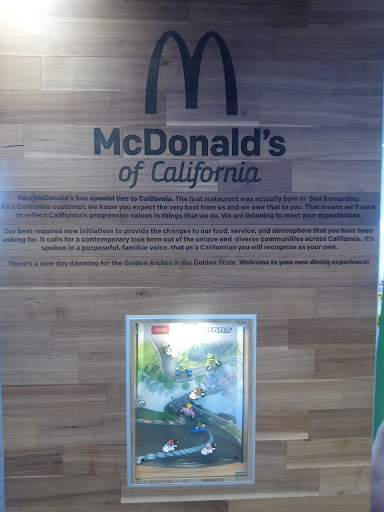 McDonald's
of California
Your McDonald's has special ties to California. The first restaurant was actually born in San Bernardino.
As a California customer, we know you expect the very best from us and we owe that to you. That means we'll work
to reflect California's progressive values in things that we do. We are listening to meet your expectations.
Our best requires new initiatives to provide the changes to our food, service, and atmosphere that you have been
asking for. It calls for a contemporary look born out of the unique and diverse communities across California. It's
spoken in a purposeful, familiar voice, that as a Californian you will recognize as your own.
There's a new day dawning for the Golden Arches in the Golden State. Welcome to your new dining experience!
KART